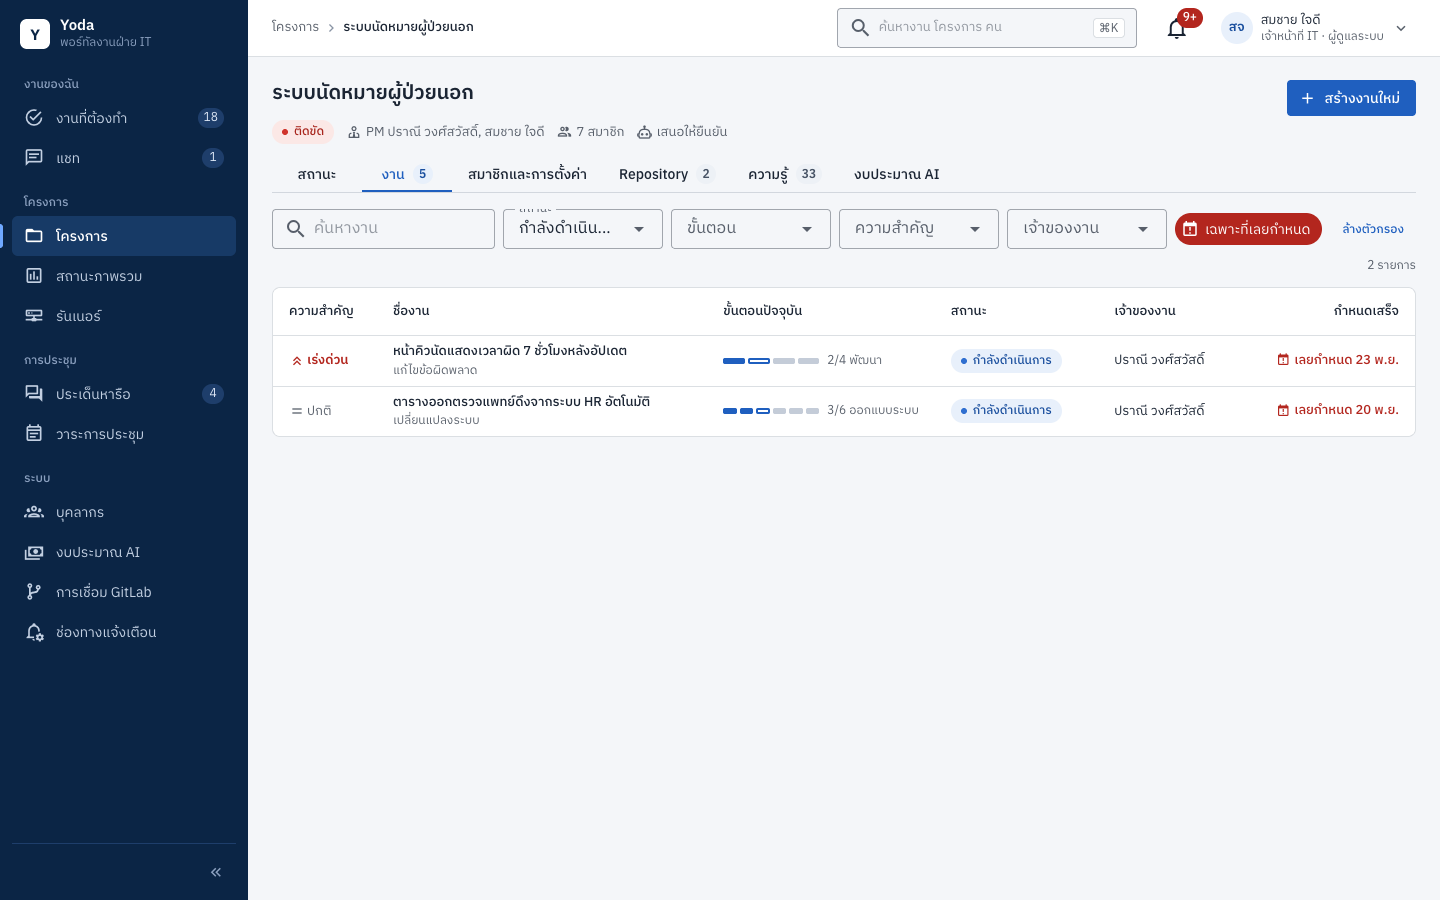 Y
Yoda
พอร์ทัลงานฝ่าย IT
งานของฉัน
งานที่ต้องทำ 18
แชท 1
โครงการ
โครงการ
สถานะภาพรวม
รันเนอร์
การประชุม
ประเด็นหารือ 4
วาระการประชุม
ระบบ
บุคลากร
งบประมาณ AI
การเชื่อม GitLab
ช่องทางแจ้งเตือน
โครงการ > ระบบนัดหมายผู้ป่วยนอก
ค้นหางาน โครงการ คน ⌘K
9+
สจ
สมชาย ใจดี
เจ้าหน้าที่ IT · ผู้ดูแลระบบ
ระบบนัดหมายผู้ป่วยนอก
สร้างงานใหม่
ติดขัด PM ปราณี วงศ์สวัสดิ์, สมชาย ใจดี 7 สมาชิก เสนอให้ยืนยัน
สถานะ งาน 5 สมาชิกและการตั้งค่า Repository 2 ความรู้ 33 งบประมาณ AI
สถานะ
ค้นหางาน กำลังดำเนิน... ขั้นตอน ความสำคัญ เจ้าของงาน เฉพาะที่เลยกำหนด ล้างตัวกรอง
2 รายการ
ความสำคัญ ชื่องาน ขั้นตอนปัจจุบัน สถานะ เจ้าของงาน กำหนดเสร็จ
เร่งด่วน หน้าคิวนัดแสดงเวลาผิด 7 ชั่วโมงหลังอัปเดต 2/4 พัฒนา กำลังดำเนินการ ปราณี วงศ์สวัสดิ์ เลยกำหนด 23 พ.ย.
แก้ไขข้อผิดพลาด
ปกติ ตารางออกตรวจแพทย์ดึงจากระบบ HR อัตโนมัติ 3/6 ออกแบบระบบ กำลังดำเนินการ ปราณี วงศ์สวัสดิ์ เลยกำหนด 20 พ.ย.
เปลี่ยนแปลงระบบ